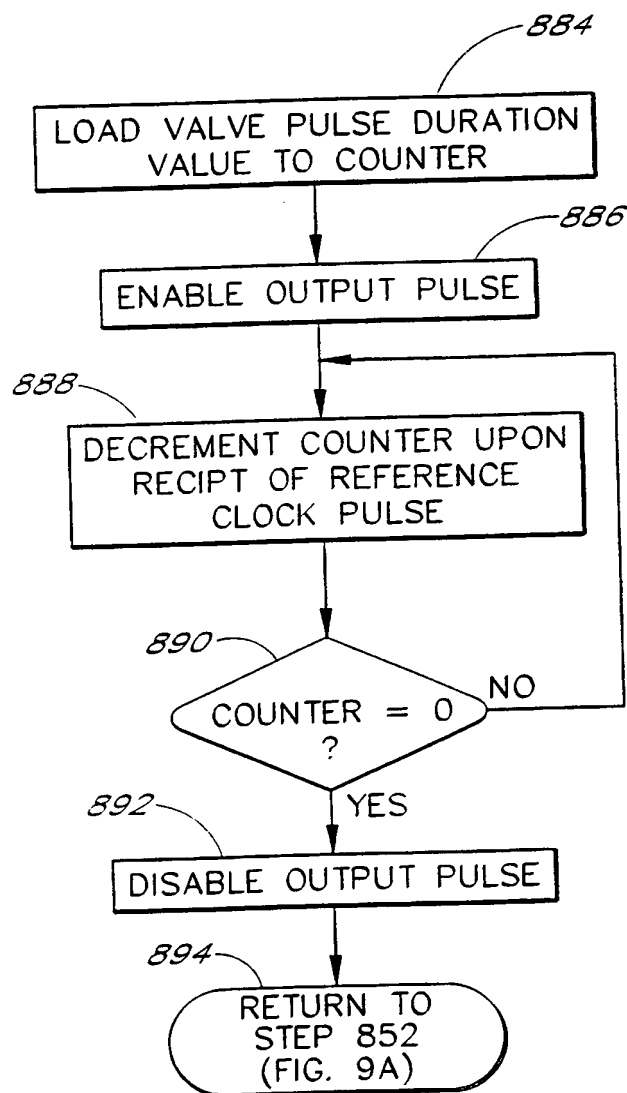 884
LOAD VALVE PULSE DURATION
VALUE TO COUNTER
886
ENABLE OUTPUT PULSE
888
DECREMENT COUNTER UPON
RECIPT OF REFERENCE
CLOCK PULSE
890
COUNTER = 0
?
NO
YES
892
DISABLE OUTPUT PULSE
894
RETURN TO
STEP 852
(FIG. 9A)